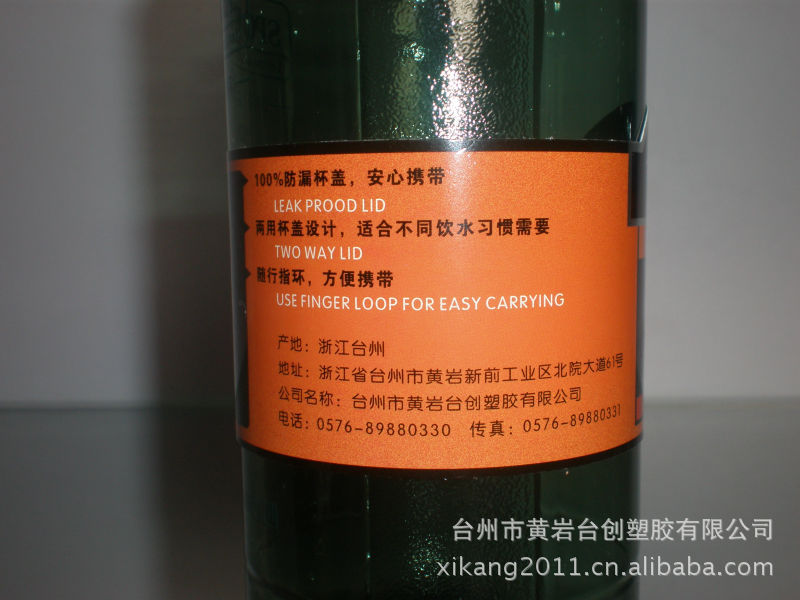 100%防漏杯盖，安心携带
LEAK PROOD LID
两用杯盖设计，适合不同饮水习惯需要
TWO WAY LID
随行指环，方便携带
USE FINGER LOOP FOR EASY CARRYING
产地：浙江台州
地址：浙江省台州市黄岩新前工业区北院大道61号
公司名称：台州市黄岩台创塑胶有限公司
电话：0576-89880330 传真：0576-89880331
台州市黄岩台创塑胶有限公司
xikang2011.cn.alibaba.com